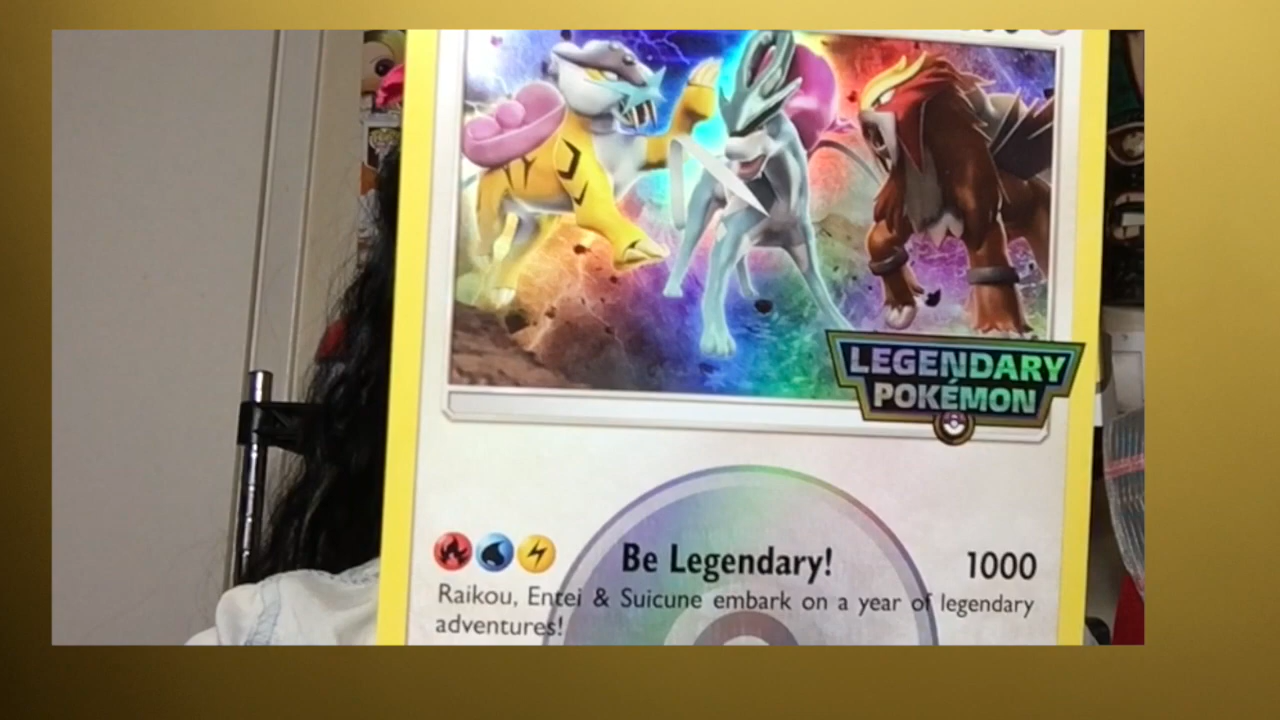 LEGENDARY
POKÉMON
Be Legendary! 1000
Raikou, Entei & Suicune embark on a year of legendary
adventures!